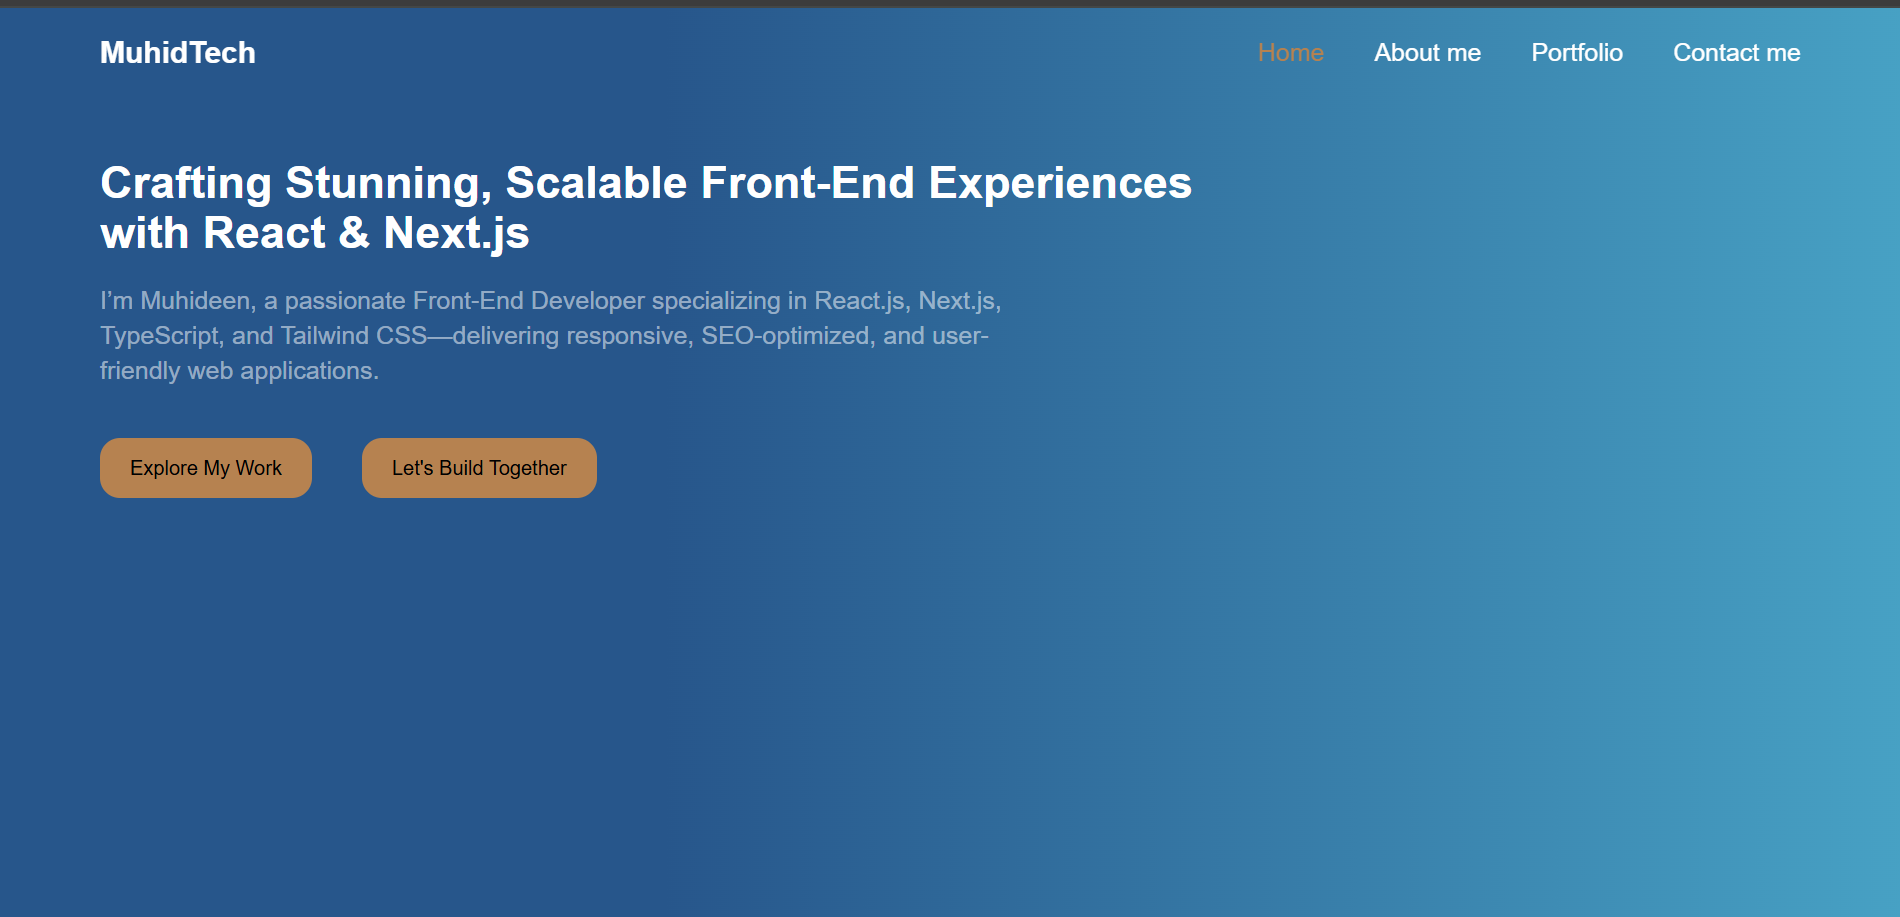 MuhidTech
Home About me Portfolio Contact me
Crafting Stunning, Scalable Front-End Experiences
with React & Next.js
I’m Muhideen, a passionate Front-End Developer specializing in React.js, Next.js,
TypeScript, and Tailwind CSS—delivering responsive, SEO-optimized, and user-
friendly web applications.
Explore My Work
Let's Build Together